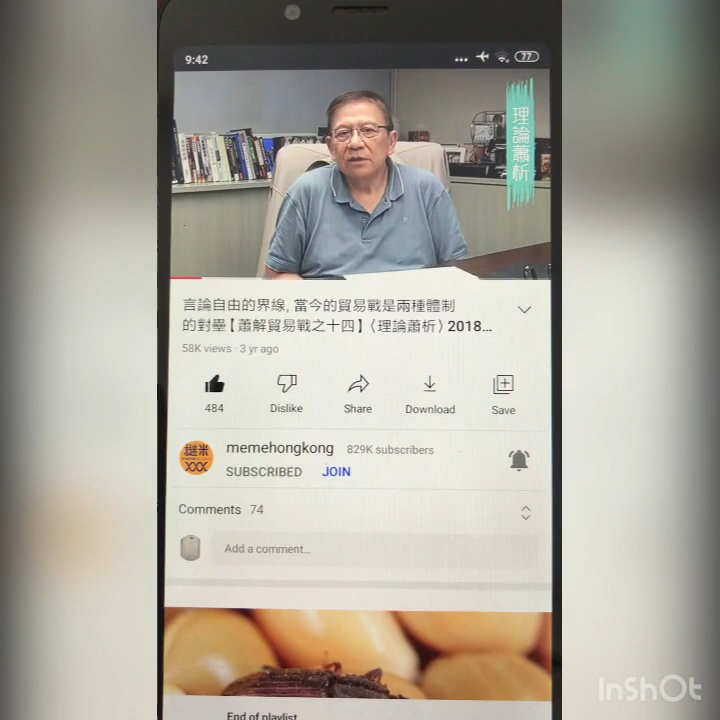 9:42
77
理論蕭析
言論自由的界線, 當今的貿易戰是兩種體制
的對壘【蕭解貿易戰之十四】〈理論蕭析〉2018...
58K views · 3 yr ago
484
Dislike
Share
Download
Save
謎米
memehongkong 829K subscribers
SUBSCRIBED JOIN
Comments 74
Add a comment...
End of playlist
InShOt